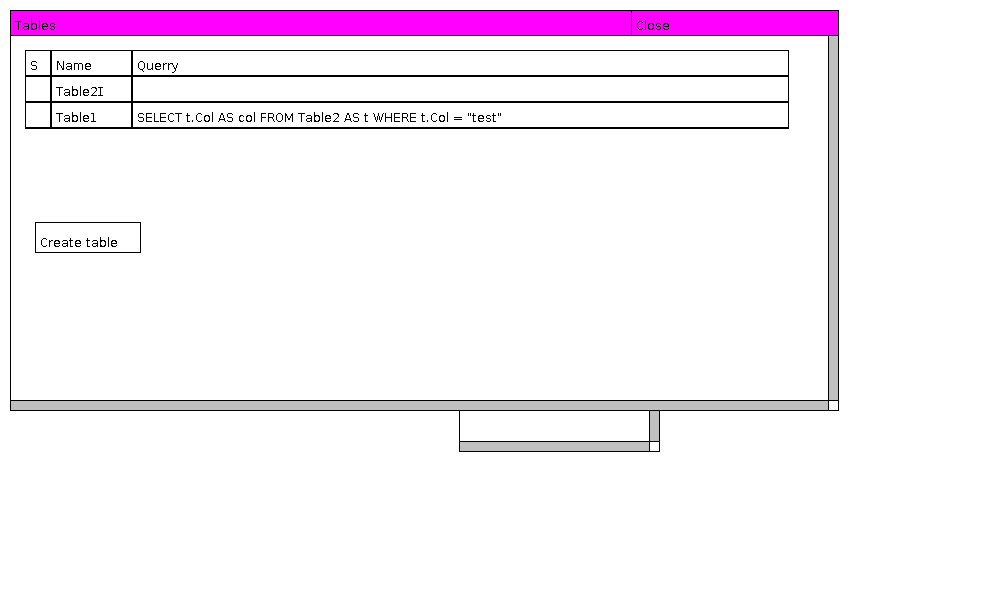 Tables Close
S Name Querry
Table2I
Table1 SELECT t.Col AS col FROM Table2 AS t WHERE t.Col = "test"
Create table